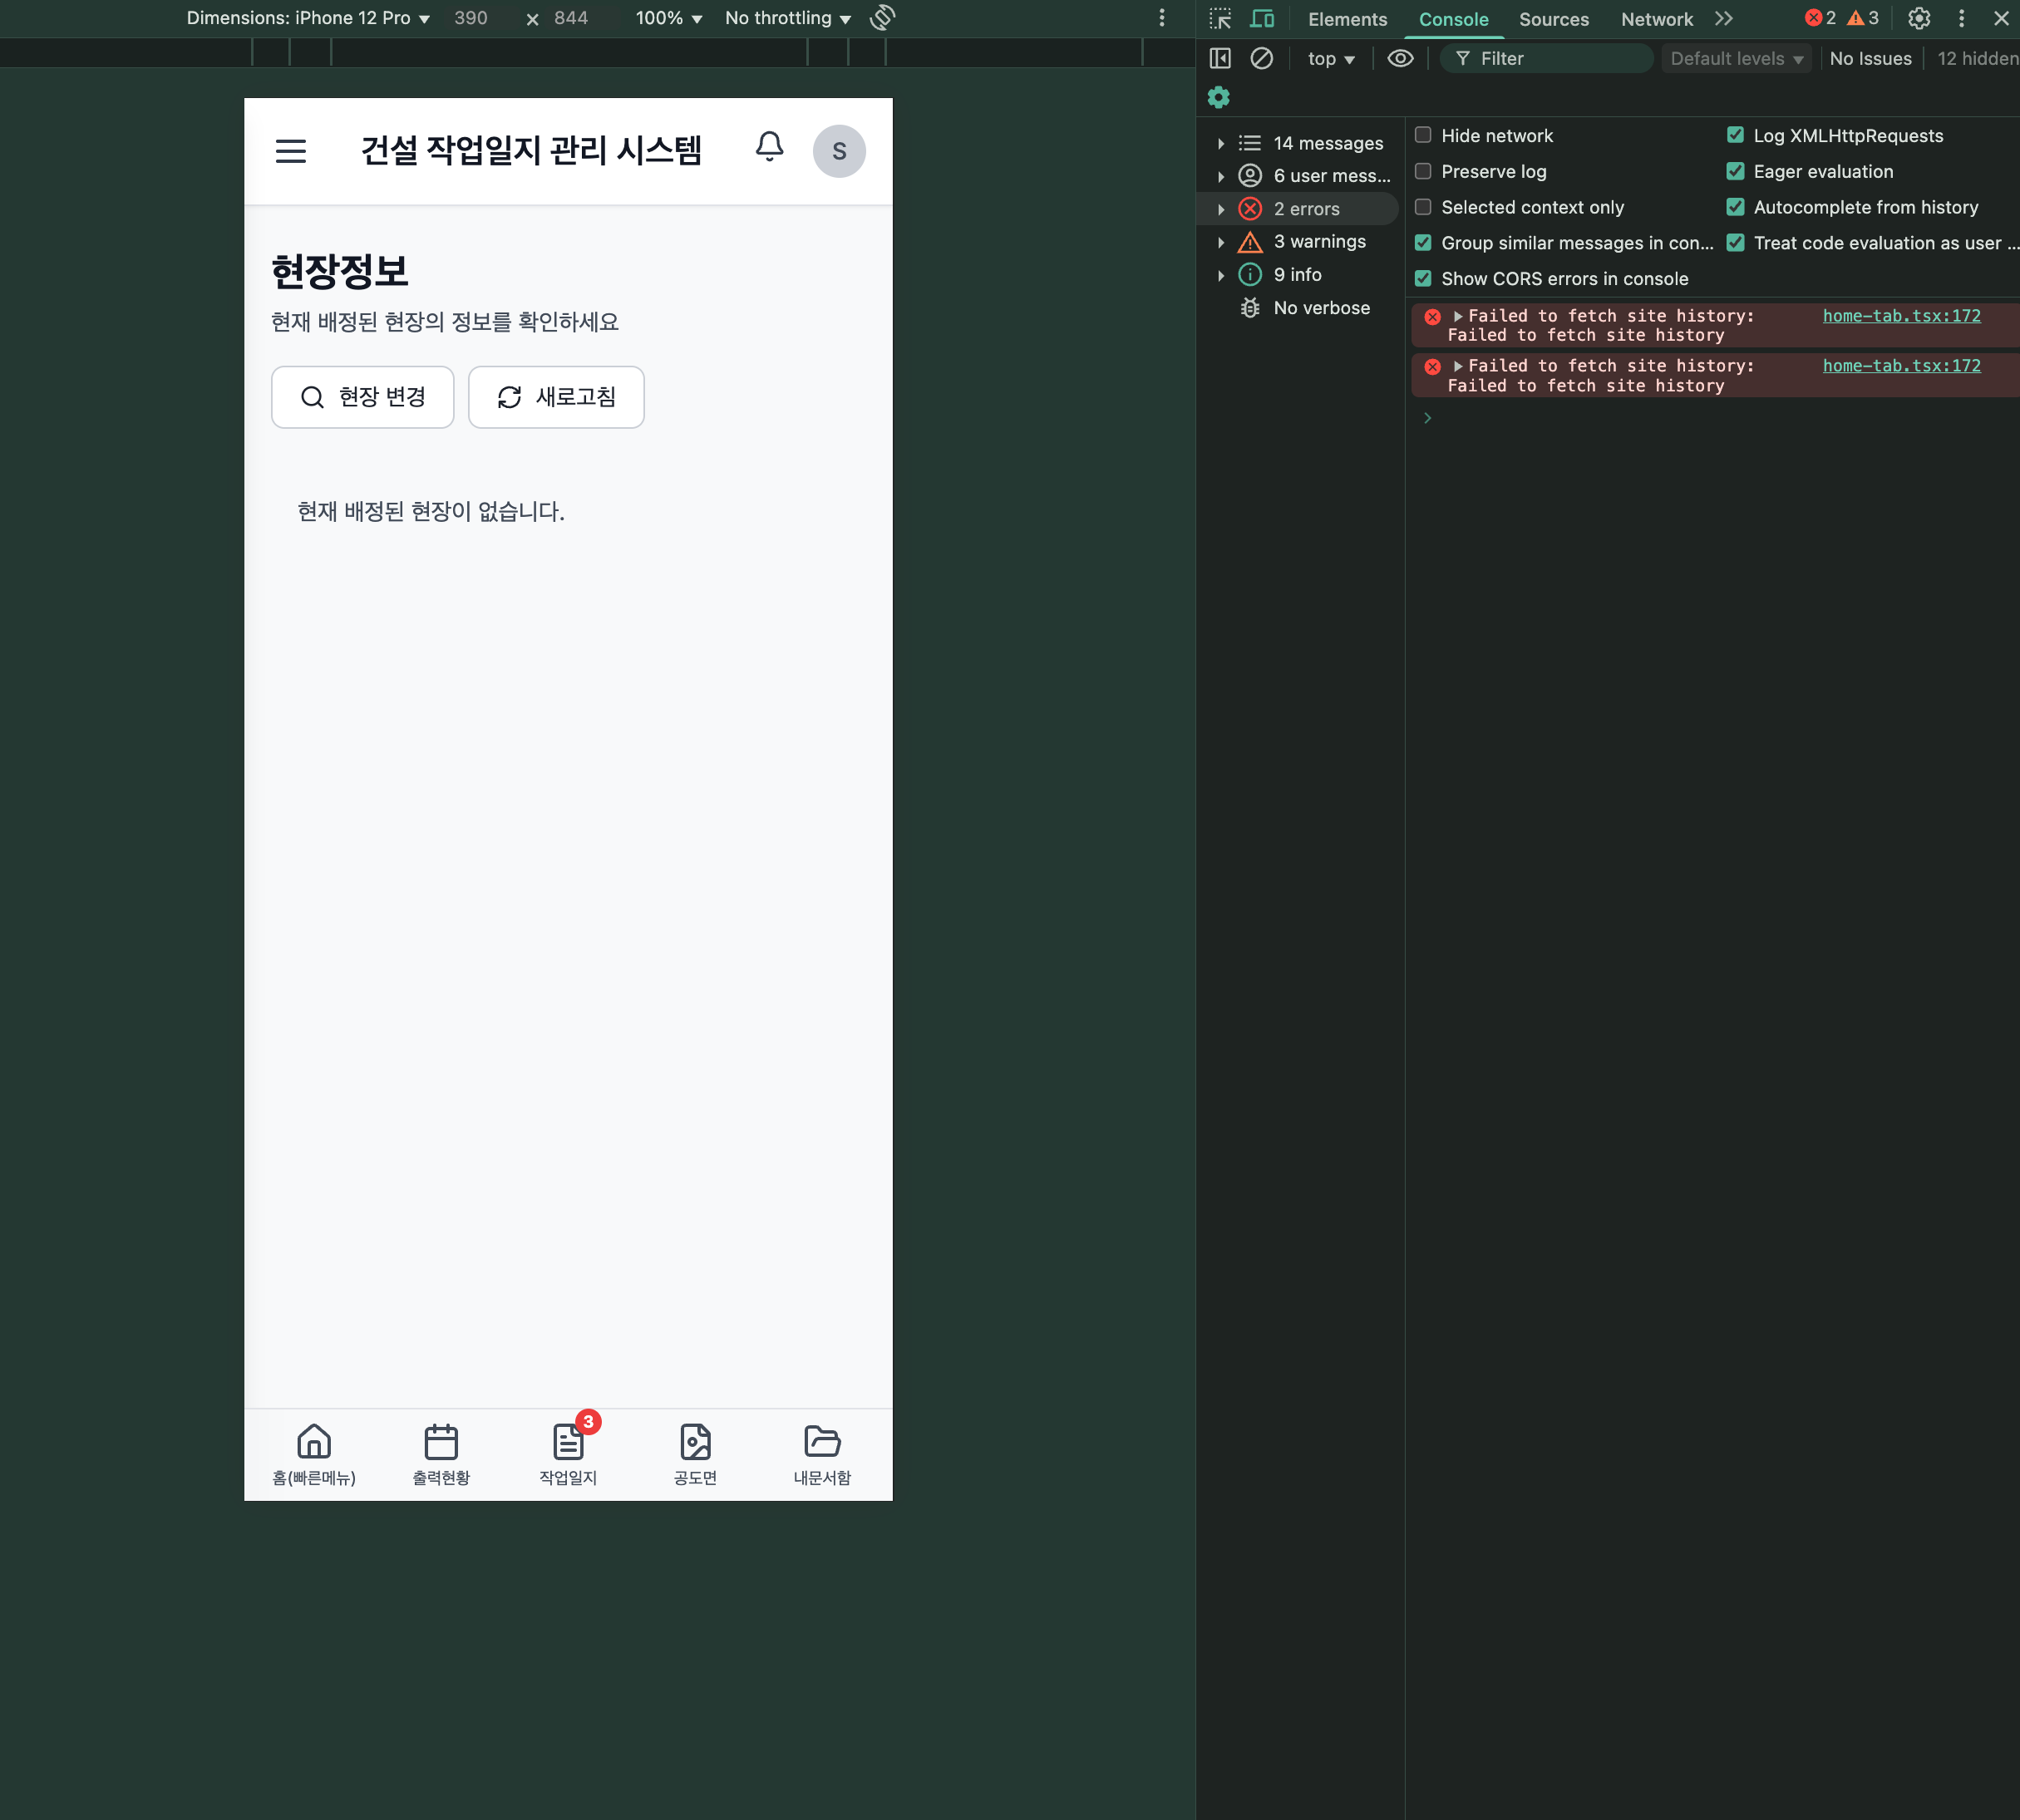 Dimensions: iPhone 12 Pro 390 x 844 100% No throttling
Elements Console Sources Network 2 3
top Filter Default levels No Issues 12 hidden
건설 작업일지 관리 시스템 S
현장정보
현재 배정된 현장의 정보를 확인하세요
현장 변경 새로고침
현재 배정된 현장이 없습니다.
3
홈(빠른메뉴) 출력현황 작업일지 공도면 내문서함
14 messages
6 user mess...
2 errors
3 warnings
9 info
No verbose
Hide network Log XMLHttpRequests
Preserve log Eager evaluation
Selected context only Autocomplete from history
Group similar messages in con... Treat code evaluation as user ...
Show CORS errors in console
Failed to fetch site history: home-tab.tsx:172
Failed to fetch site history
Failed to fetch site history: home-tab.tsx:172
Failed to fetch site history